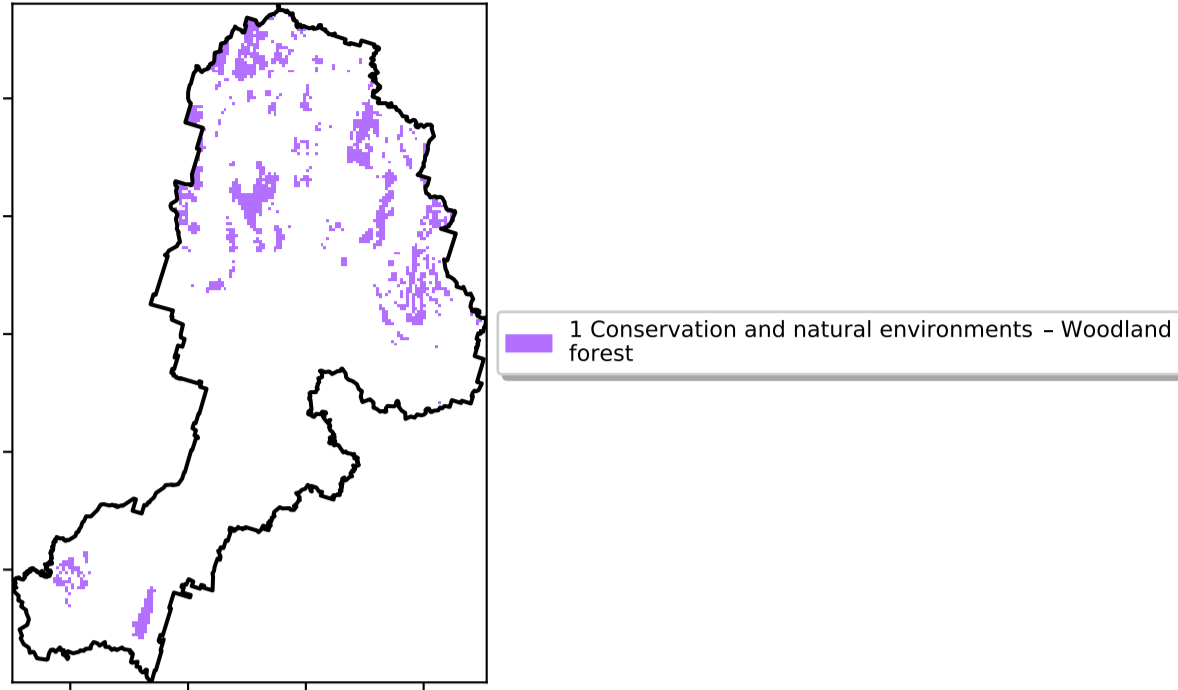 1 Conservation and natural environments – Woodland
forest